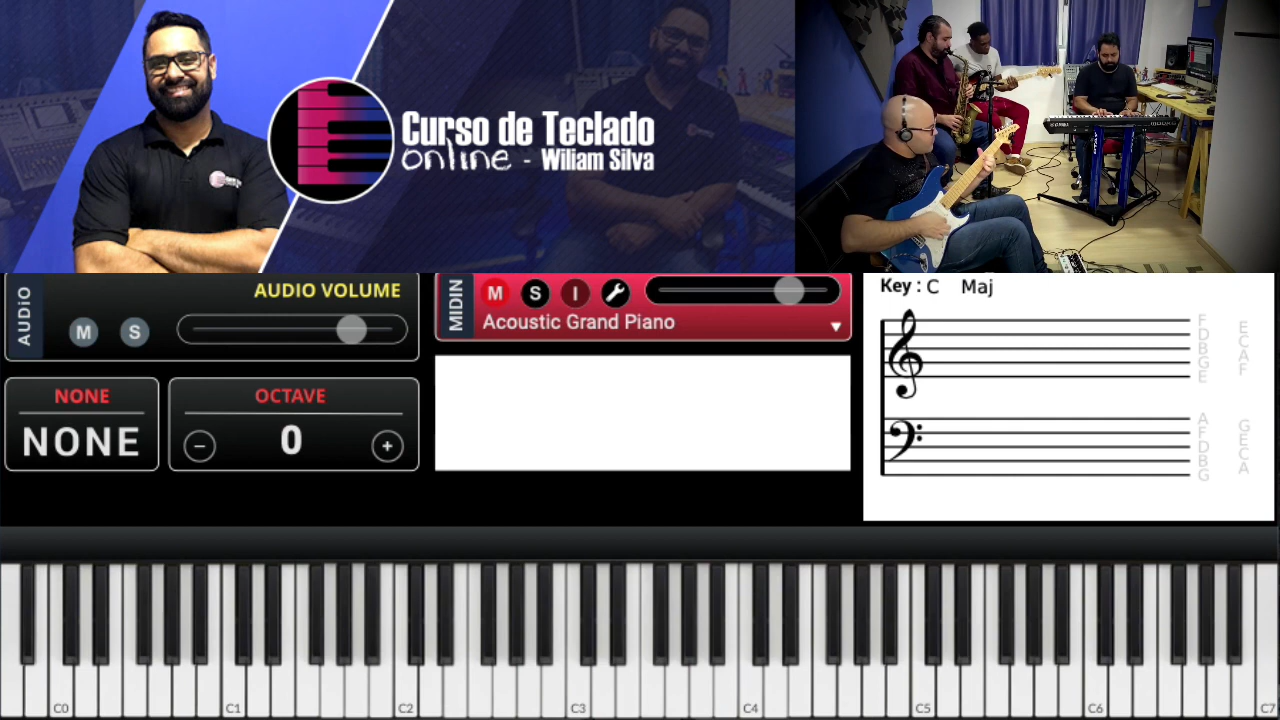 Curso de Teclado
online - Wiliam Silva
AUDiO
AUDIO VOLUME
M S
NONE
NONE
OCTAVE
− 0 +
MIDIN
M S I
Acoustic Grand Piano
Key : C Maj
F
D
B
G
E
E
C
A
F
A
F
D
B
G
G
E
C
A
C0 C1 C2 C3 C4 C5 C6 C7